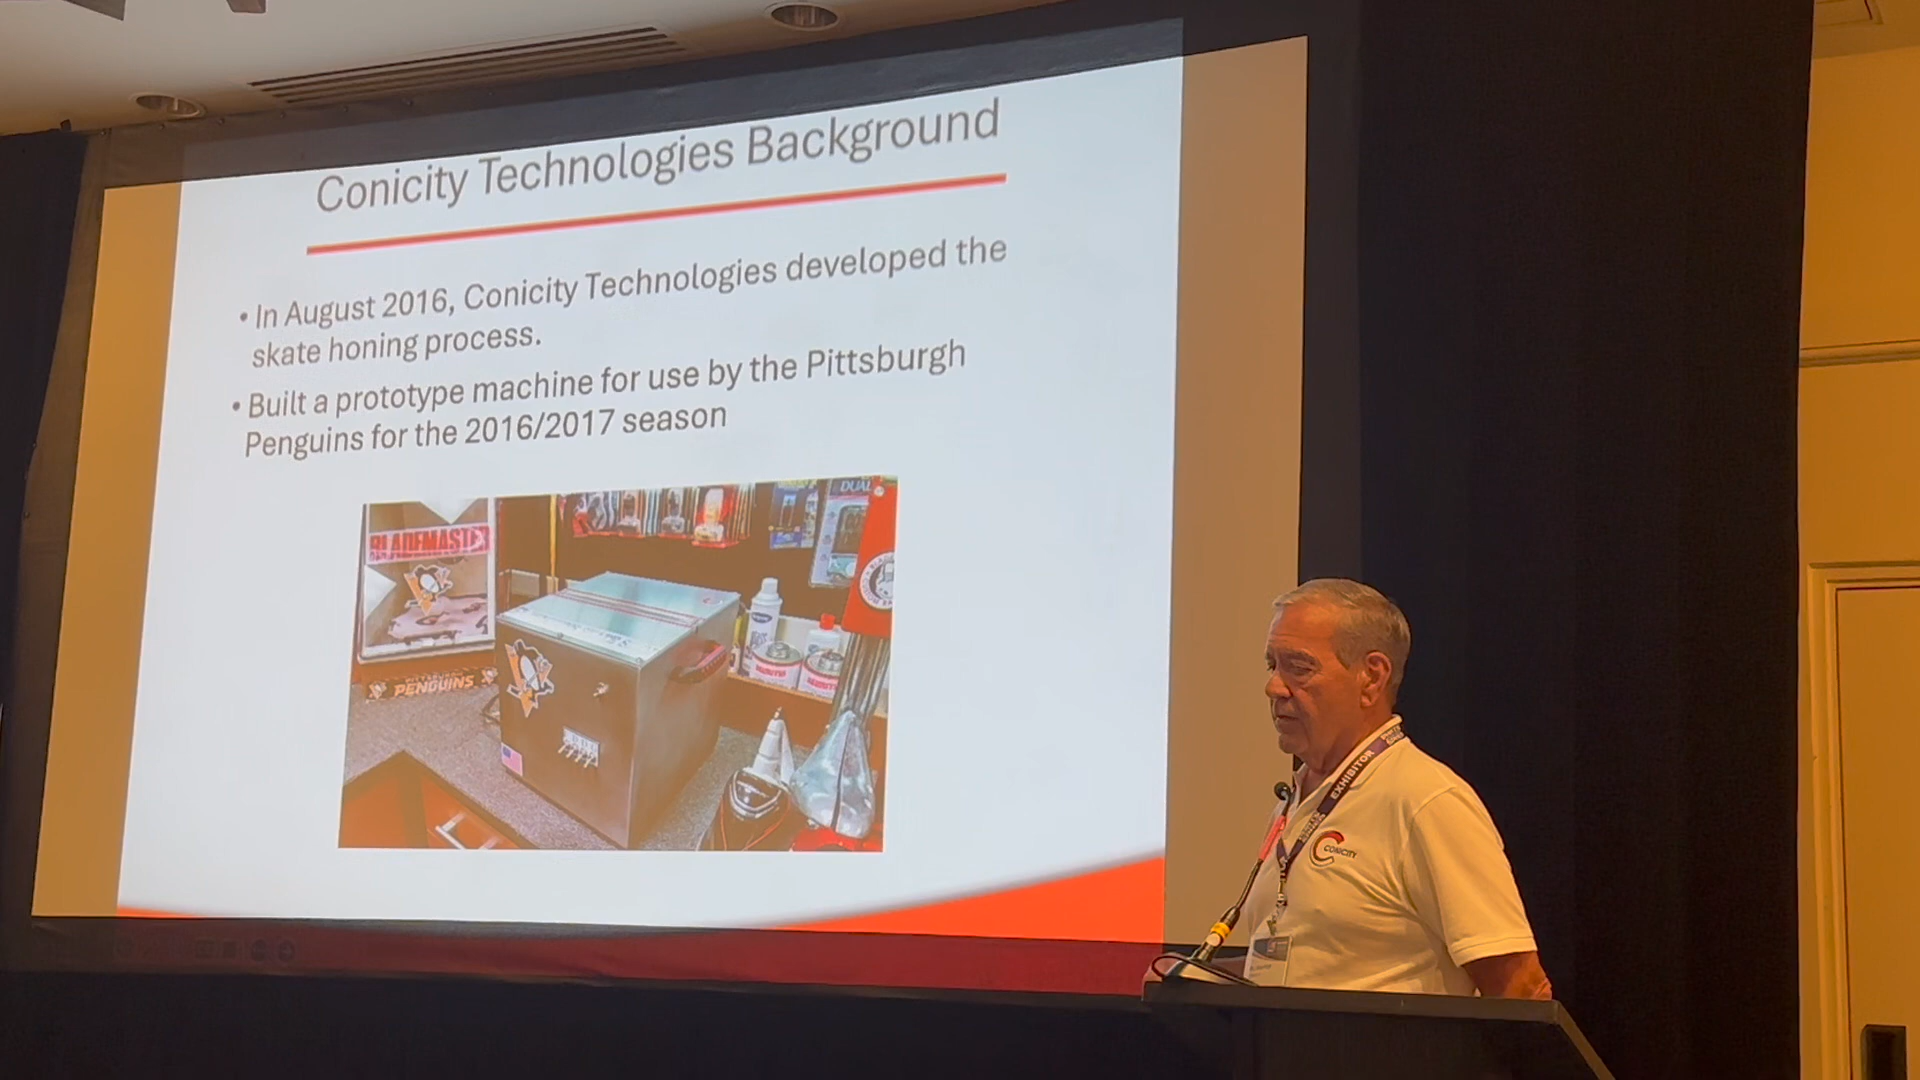 Conicity Technologies Background
• In August 2016, Conicity Technologies developed the
skate honing process.
• Built a prototype machine for use by the Pittsburgh
Penguins for the 2016/2017 season
DUAL
BLADEMASTER
PITTSBURGH
PENGUINS
EXHIBITOR
CONICITY